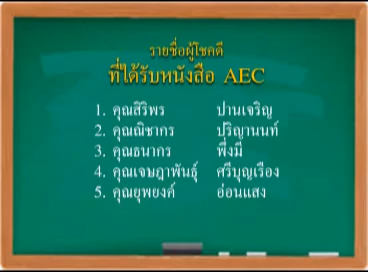 รายชื่อผู้โชคดี
ที่ได้รับหนังสือ AEC
1. คุณสิริพร ปานเจริญ
2. คุณณิชากร ปริญานนท์
3. คุณธนากร พึ่งมี
4. คุณเจษฎาพันธุ์ ศรีบุญเรือง
5. คุณยุพยงค์ อ่อนแสง